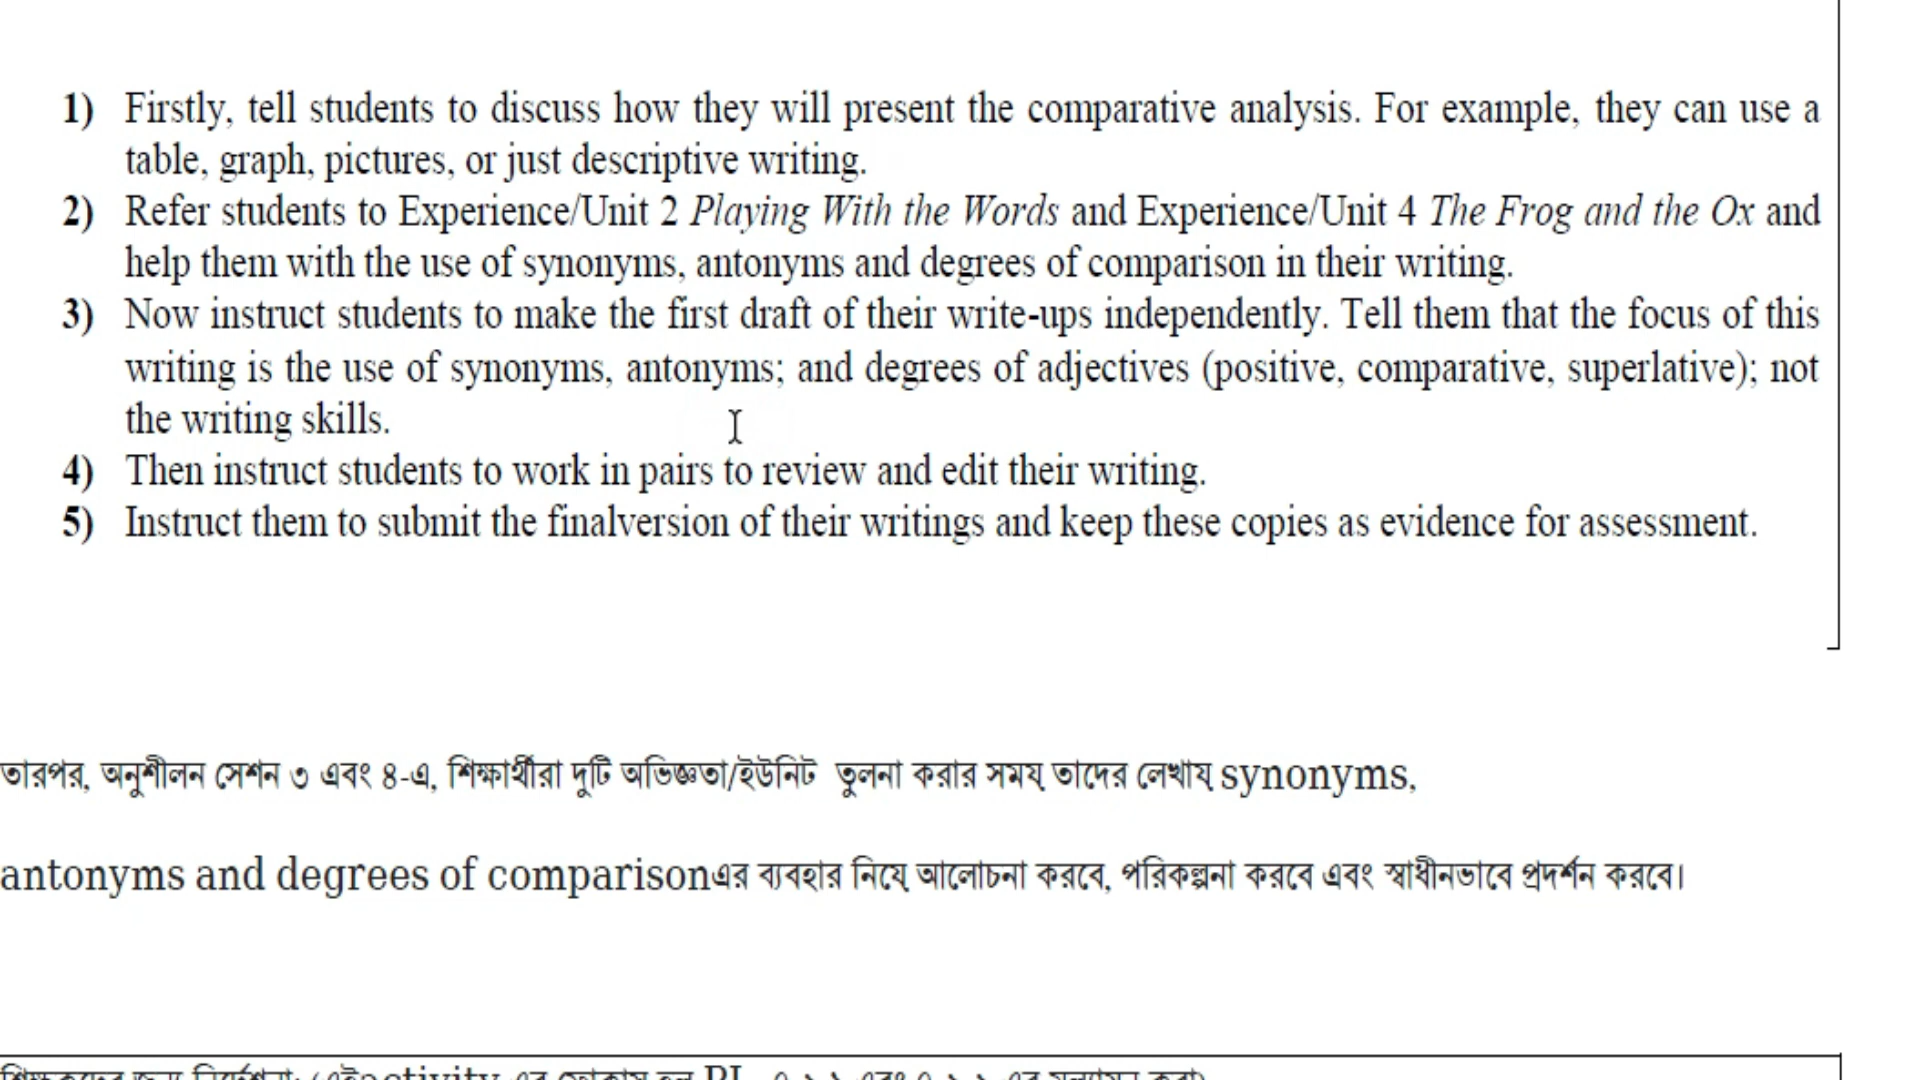 1) Firstly, tell students to discuss how they will present the comparative analysis. For example, they can use a
table, graph, pictures, or just descriptive writing.
2) Refer students to Experience/Unit 2 Playing With the Words and Experience/Unit 4 The Frog and the Ox and
help them with the use of synonyms, antonyms and degrees of comparison in their writing.
3) Now instruct students to make the first draft of their write-ups independently. Tell them that the focus of this
writing is the use of synonyms, antonyms; and degrees of adjectives (positive, comparative, superlative); not
the writing skills.
4) Then instruct students to work in pairs to review and edit their writing.
5) Instruct them to submit the finalversion of their writings and keep these copies as evidence for assessment.
তারপর, অনুশীলন সেশন ৩ এবং ৪-এ, শিক্ষার্থীরা দুটি অভিজ্ঞতা/ইউনিট তুলনা করার সময় তাদের লেখায় synonyms,
antonyms and degrees of comparisonএর ব্যবহার নিয়ে আলোচনা করবে, পরিকল্পনা করবে এবং স্বাধীনভাবে প্রদর্শন করবে।